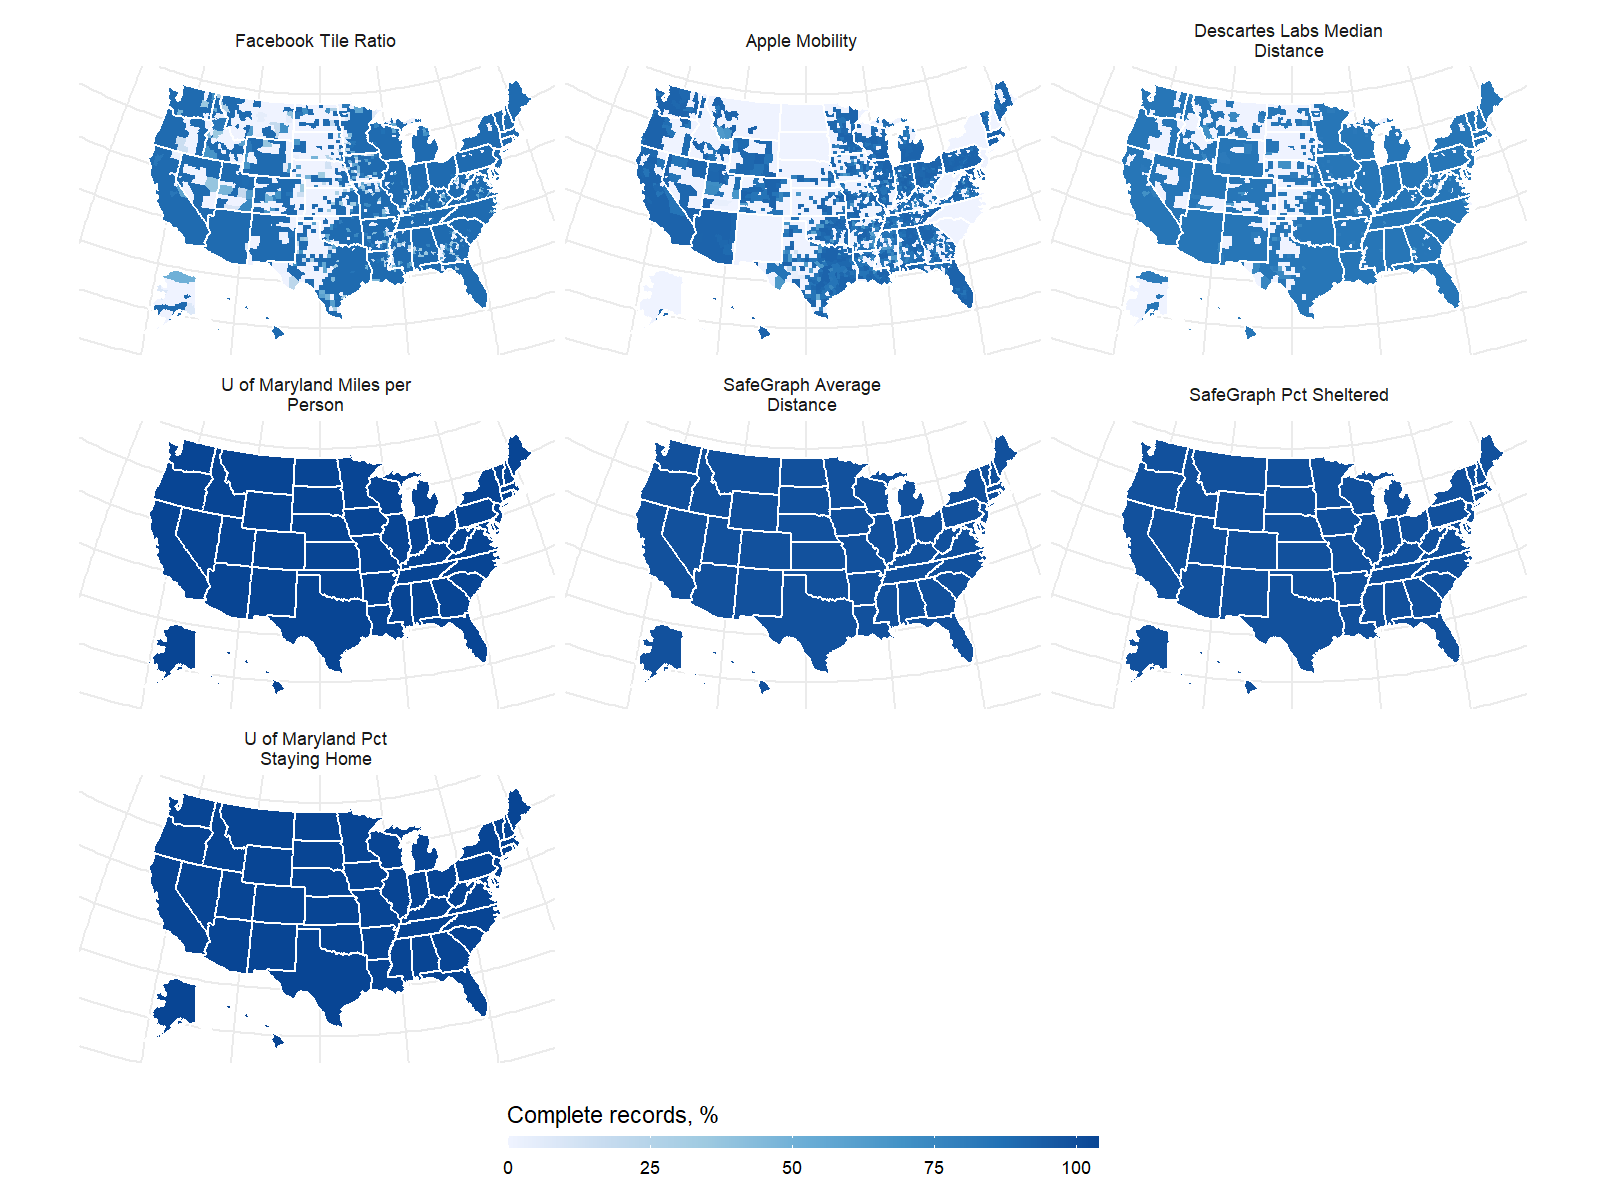 Facebook Tile Ratio
Apple Mobility
Descartes Labs Median
Distance
U of Maryland Miles per
Person
SafeGraph Average
Distance
SafeGraph Pct Sheltered
U of Maryland Pct
Staying Home
Complete records, %
0 25 50 75 100